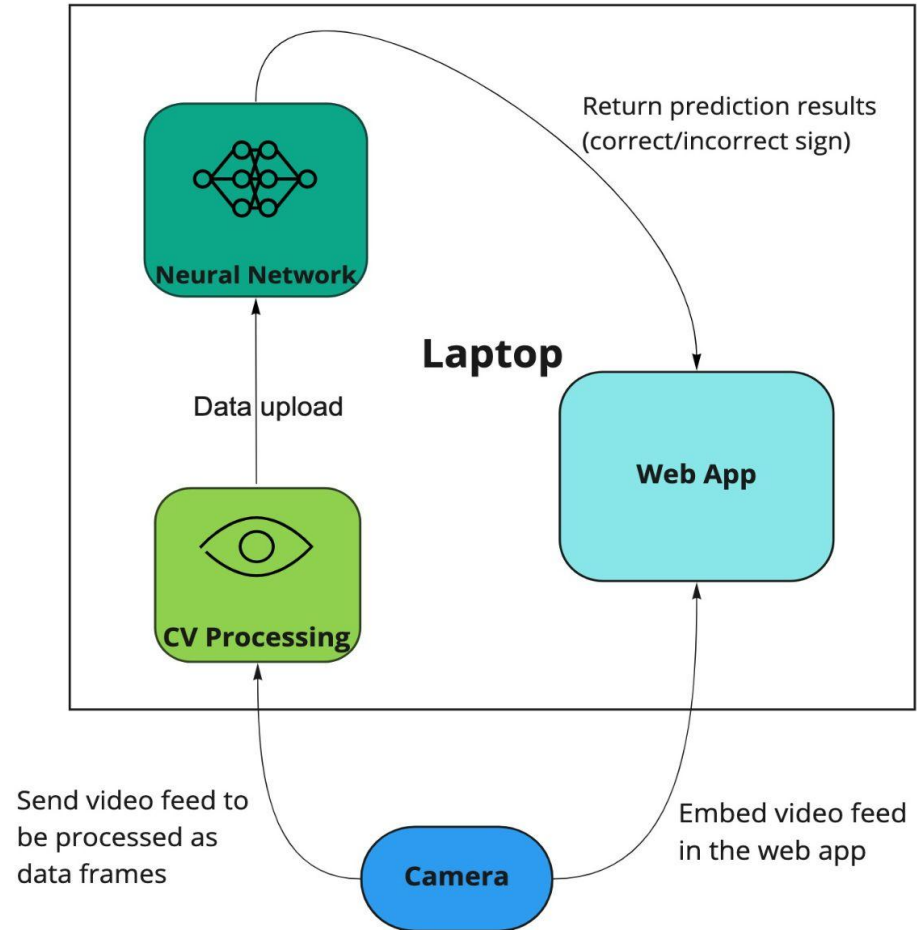 Return prediction results
(correct/incorrect sign)
Neural Network
Laptop
Data upload
Web App
CV Processing
Send video feed to
be processed as
data frames
Embed video feed
in the web app
Camera